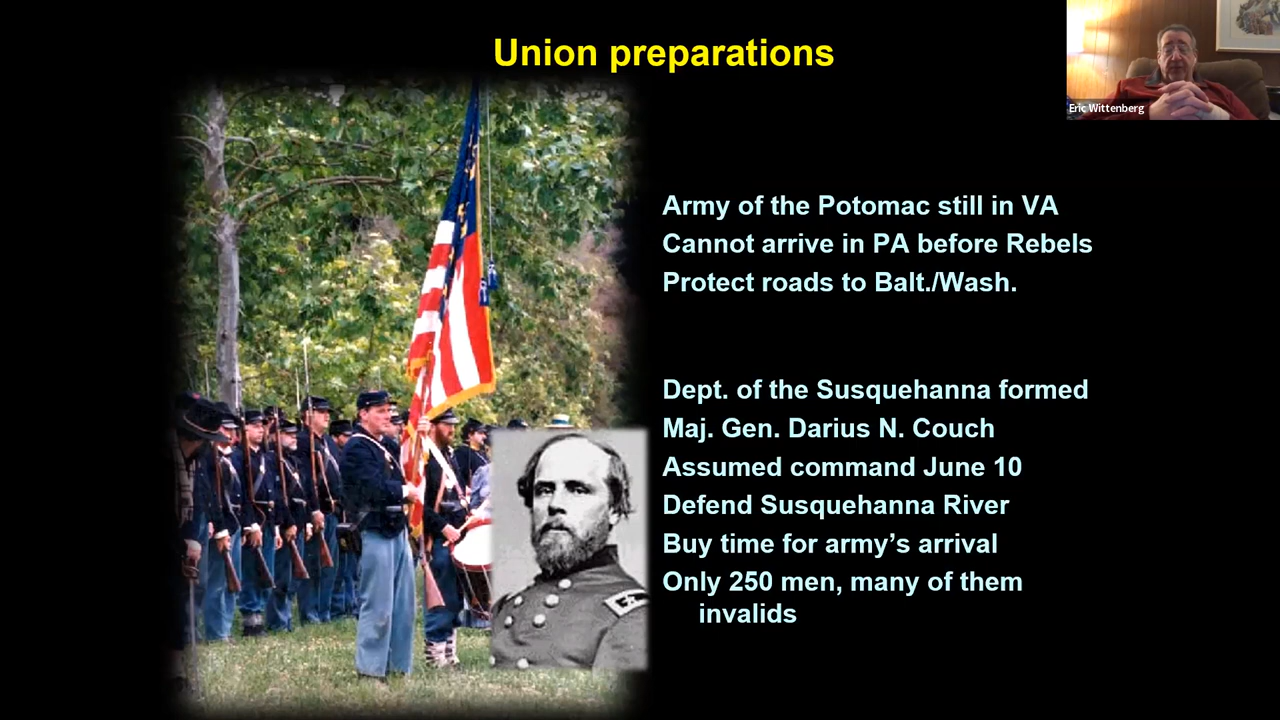 Union preparations
Eric Wittenberg
Army of the Potomac still in VA
Cannot arrive in PA before Rebels
Protect roads to Balt./Wash.
Dept. of the Susquehanna formed
Maj. Gen. Darius N. Couch
Assumed command June 10
Defend Susquehanna River
Buy time for army’s arrival
Only 250 men, many of them
invalids